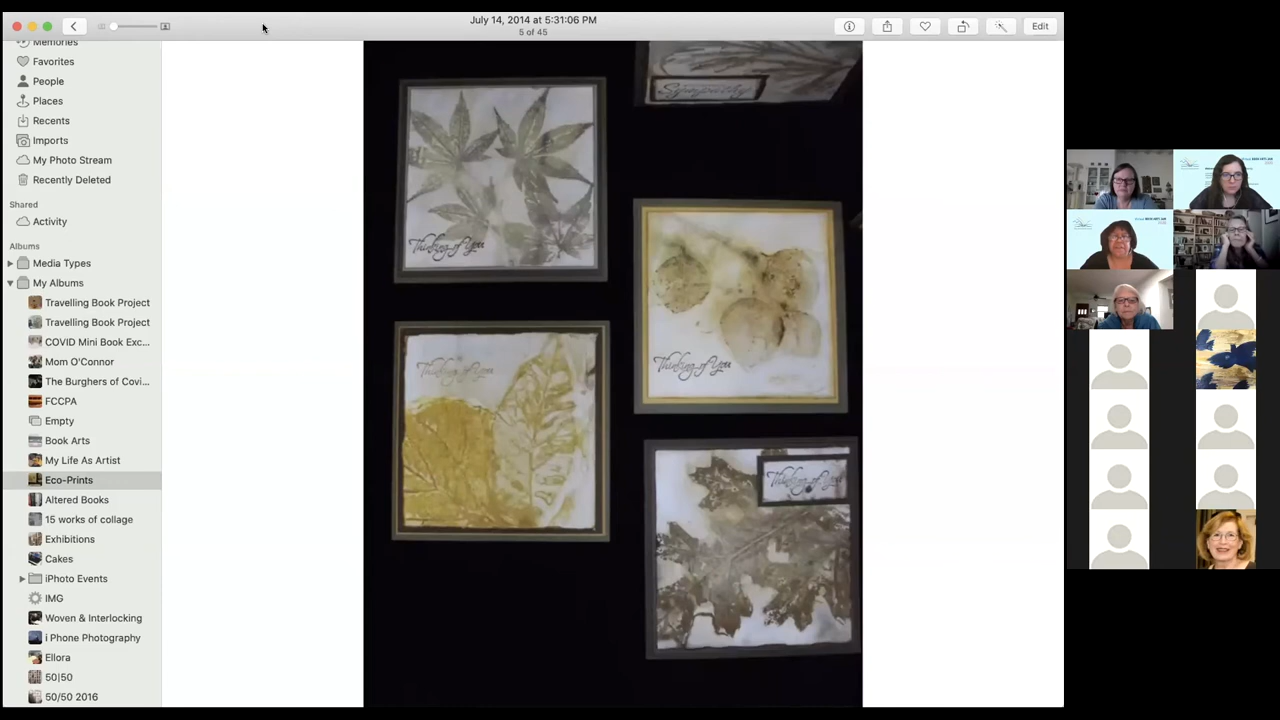 July 14, 2014 at 5:31:06 PM
5 of 45
Edit
Memories
Favorites
People
Places
Recents
Imports
My Photo Stream
Recently Deleted
Shared
Activity
Albums
Media Types
My Albums
Travelling Book Project
Travelling Book Project
COVID Mini Book Exc...
Mom O'Connor
The Burghers of Covi...
FCCPA
Empty
Book Arts
My Life As Artist
Eco-Prints
Altered Books
15 works of collage
Exhibitions
Cakes
iPhoto Events
IMG
Woven & Interlocking
i Phone Photography
Ellora
50|50
50/50 2016
Sympathy
Thinking of You
Thinking of You
Thinking of You
Thinking of You